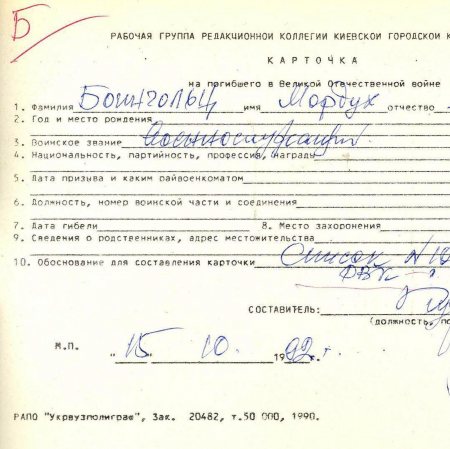 Б
РАБОЧАЯ ГРУППА РЕДАКЦИОННОЙ КОЛЛЕГИИ КИЕВСКОЙ ГОРОДСКОЙ К
КАРТОЧКА
на погибшего в Великой Отечественной войне
1. Фамилия имя Мордух отчество
2. Год и место рождения
3. Воинское звание Военнослужащий
4. Национальность, партийность, профессия, награды
5. Дата призыва и каким райвоенкоматом
6. Должность, номер воинской части и соединения
7. Дата гибели 8. Место захоронения
9. Сведения о родственниках, адрес местожительства
10. Обоснование для составления карточки Список №
СОСТАВИТЕЛЬ:
(должность, по
М.П. " 15. 10. 1992 г.
РАПО "Укрвузполиграф", Зак. 20482, т.50 000, 1990.